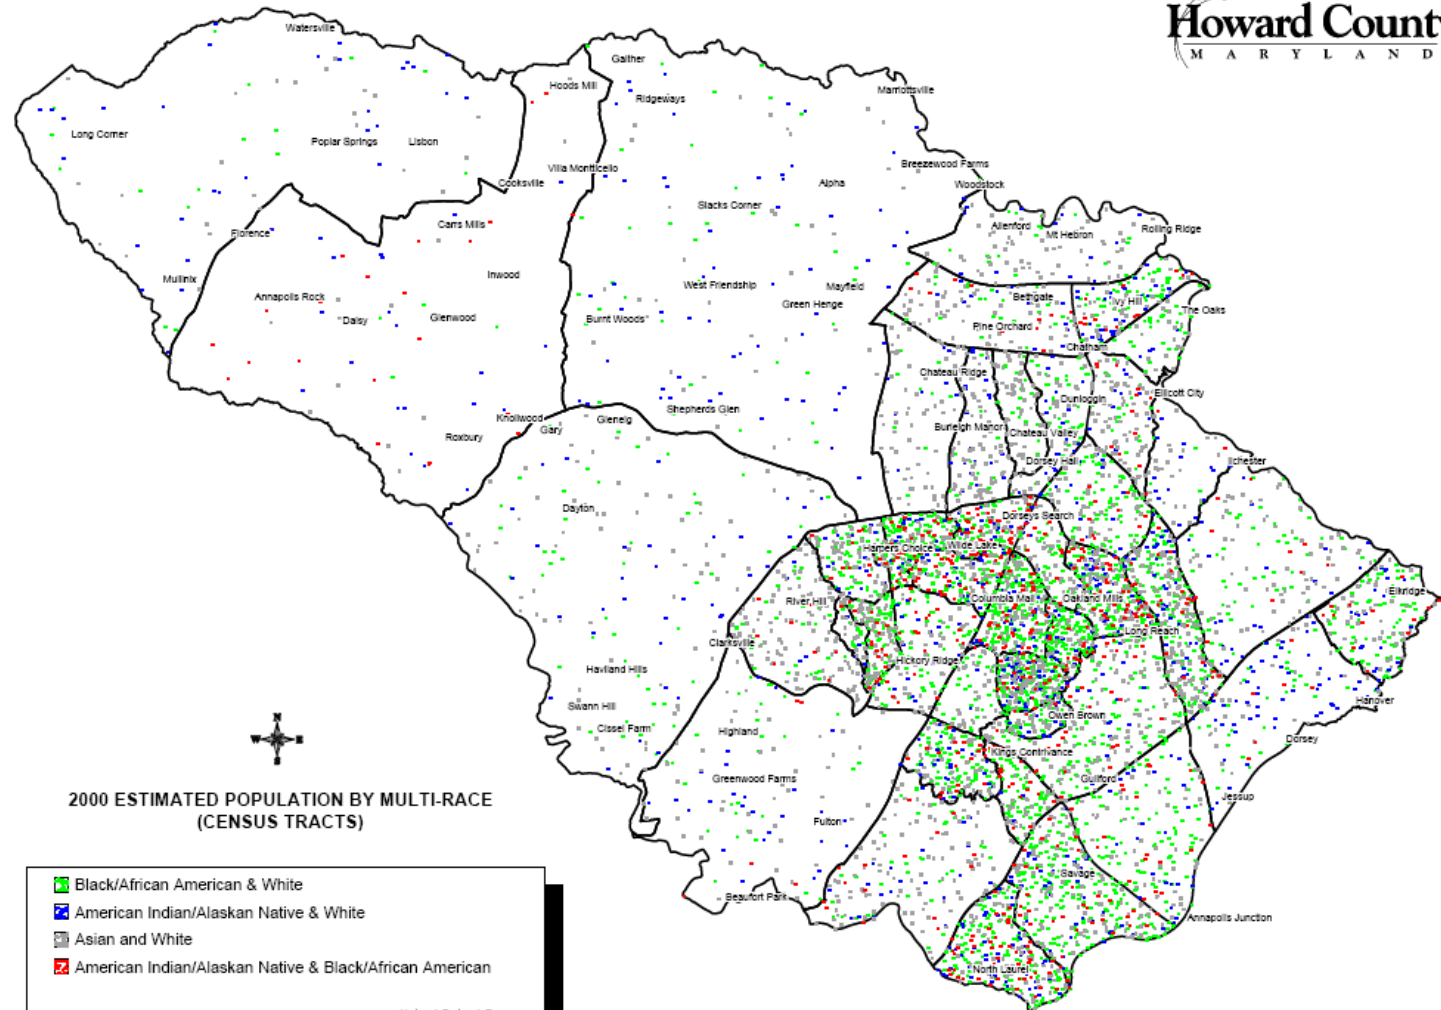 Howard Count
MARYLAND
Watersville
Gaither
Hoods Mill
Ridgeways
Marriottsville
Long Corner
Poplar Springs
Lisbon
Breezewood Farms
Villa Montticello
Cooksville
Alpha
Woodstock
Slacks Corner
Carrs Mills
Allenford
Mt Hebron
Rolling Ridge
Florence
Inwood
Mullinix
West Friendship
Mayfield
Annapolis Rock
Bethgate
Ivy Hill
Green Henge
The Oaks
Daisy
Glenwood
Burnt Woods
Pine Orchard
Chatham
Chateau Ridge
Ellicott City
Dunloggin
Shepherds Glen
Knollwood
Glenelg
Gary
Burleigh Manor
Chateau Valley
Roxbury
Dorsey Hall
Ilchester
Dayton
Dorseys Search
Harpers Choice
Wilde Lake
Elkridge
River Hill
Columbia Mall
Oakland Mills
Long Reach
Clarksville
Hickory Ridge
Haviland Hills
Hanover
Swann Hill
Owen Brown
Cissel Farm
Highland
Dorsey
Kings Contrivance
N
W E
S
Greenwood Farms
Guilford
Jessup
2000 ESTIMATED POPULATION BY MULTI-RACE
(CENSUS TRACTS)
Fulton
Savage
Beaufort Park
Annapolis Junction
North Laurel
Black/African American & White
American Indian/Alaskan Native & White
Asian and White
American Indian/Alaskan Native & Black/African American